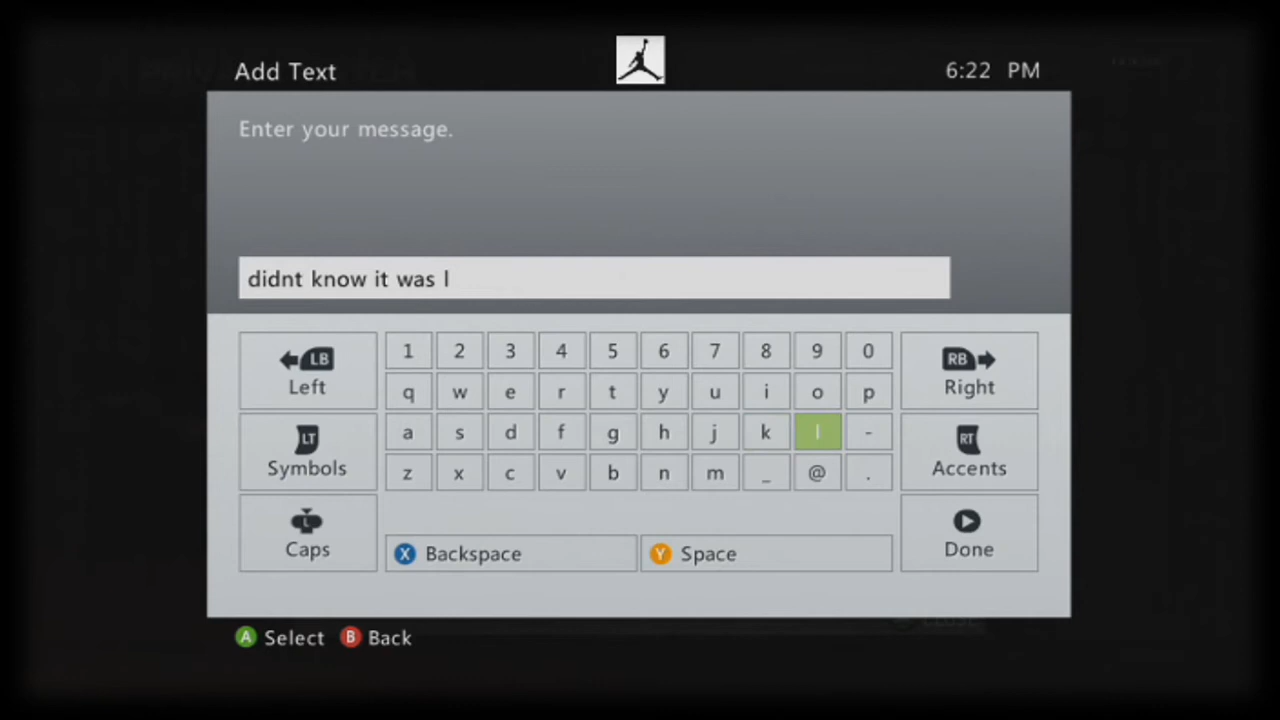 Add Text
6:22 PM
Enter your message.
didnt know it was l
LB
Left
1 2 3 4 5 6 7 8 9 0
RB
Right
q w e r t y u i o p
LT
Symbols
a s d f g h j k l -
RT
Accents
z x c v b n m _ @ .
L
Caps
X Backspace
Y Space
Done
A Select B Back
CLOSE